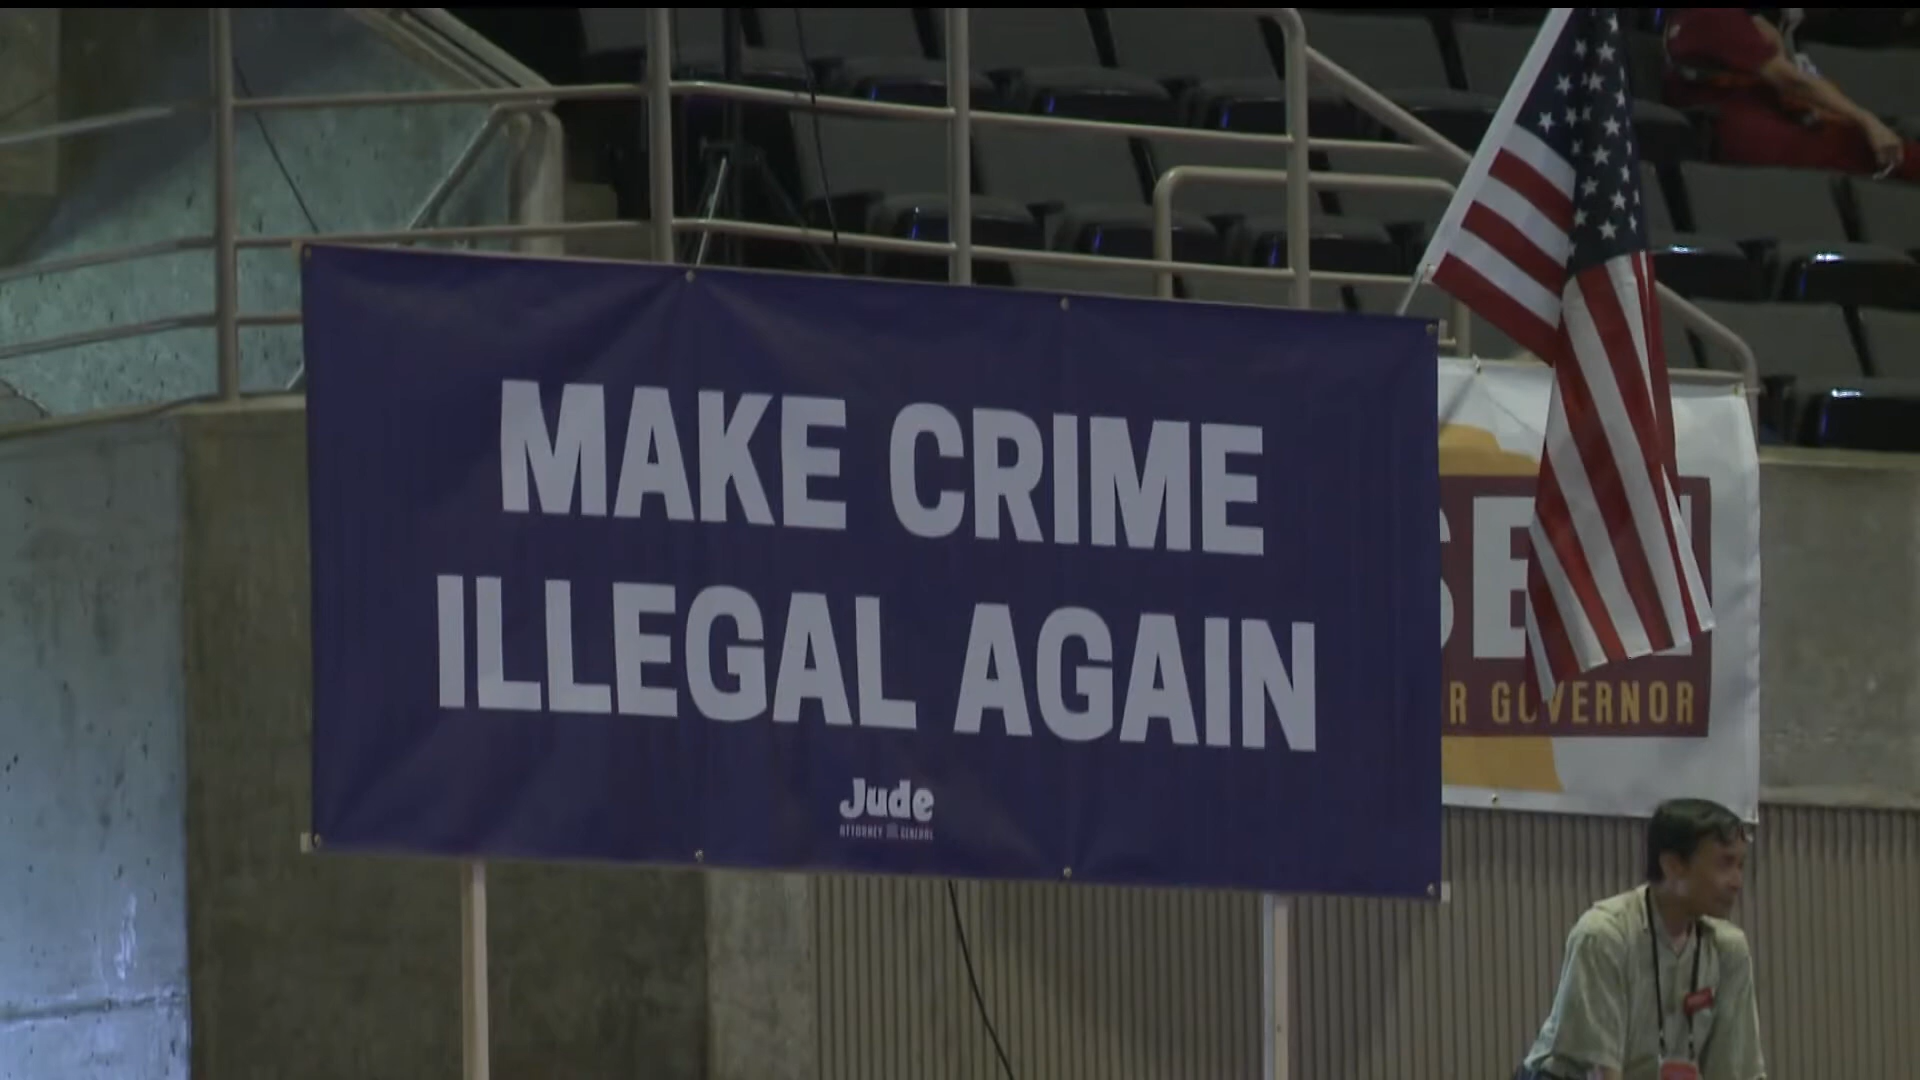 MAKE CRIME
ILLEGAL AGAIN
Jude
ATTORNEY GENERAL
GOVERNOR